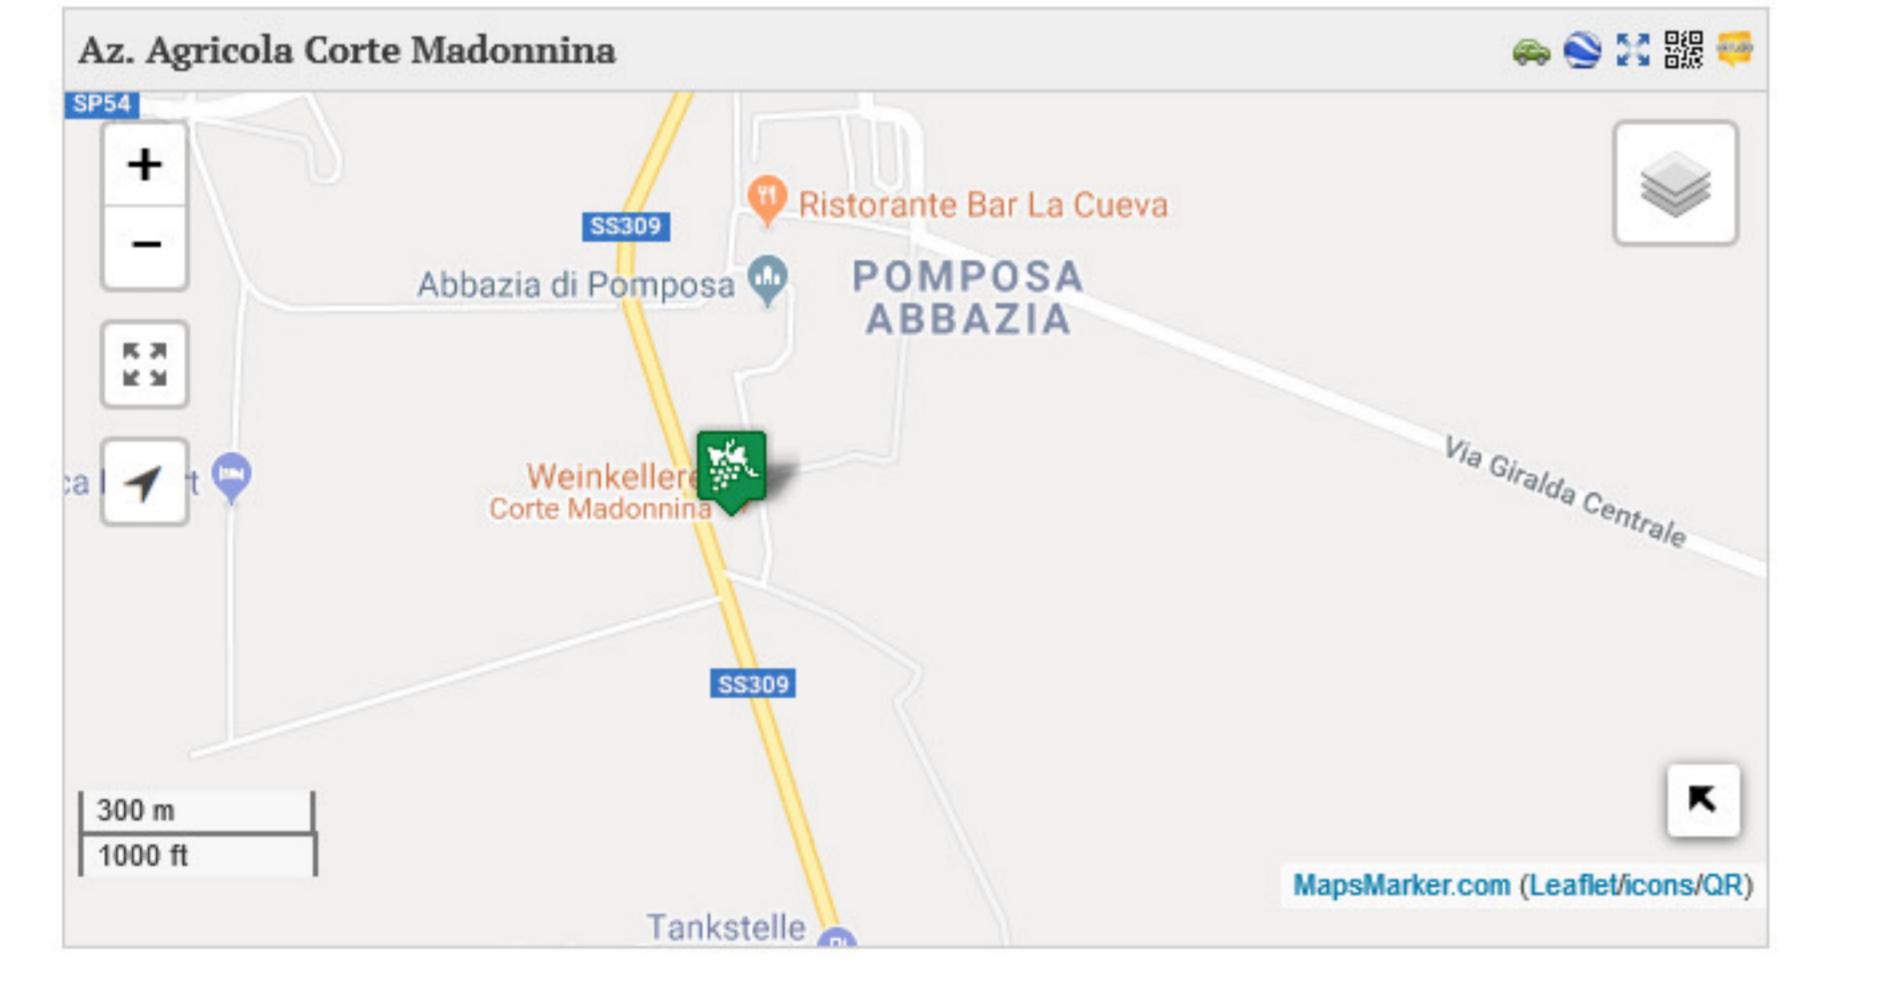 Az. Agricola Corte Madonnina
SP54
+
−
SS309
Ristorante Bar La Cueva
Abbazia di Pomposa
POMPOSA
ABBAZIA
Via Giralda Centrale
Corte Madonnina
SS309
300 m
1000 ft
MapsMarker.com (Leaflet/icons/QR)
Tankstelle